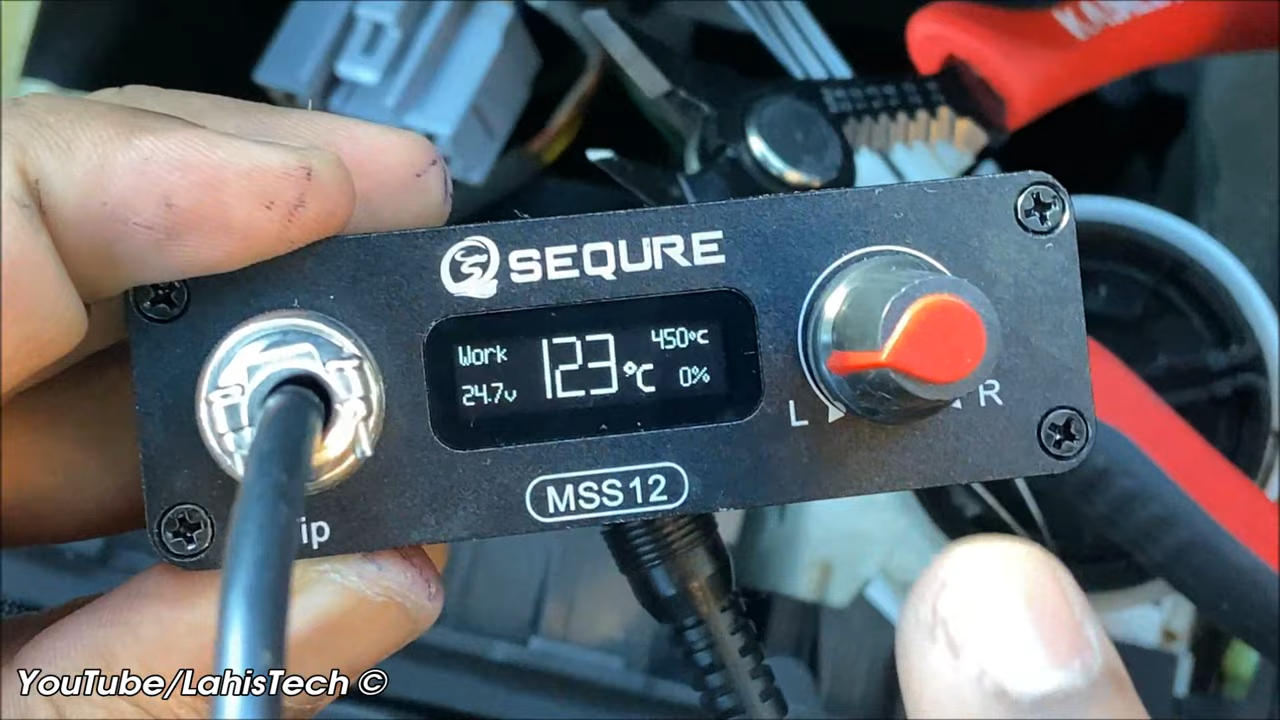 SEQURE
Work
123°C
450°C
24.7v
0%
L
R
MSS12
ip
YouTube/LahisTech ©